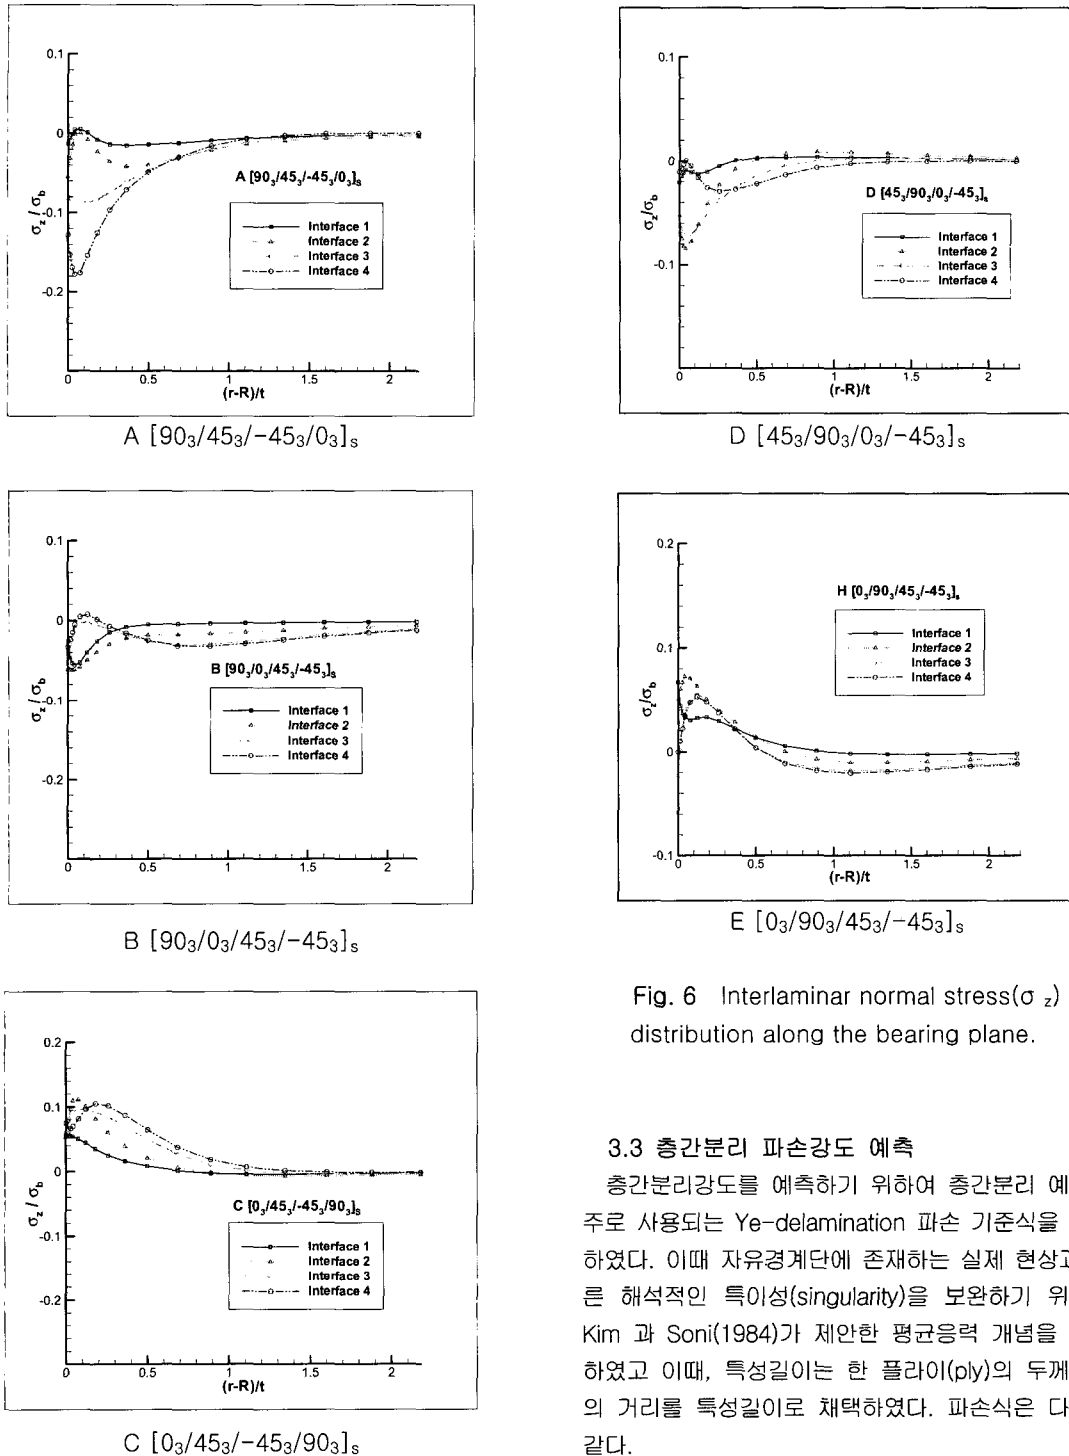 0.1
0
-0.1
-0.2
σz/σb
A [90₃/45₃/-45₃/0₃]s
Interface 1
Interface 2
Interface 3
Interface 4
0 0.5 1 1.5 2
(r-R)/t
A [90₃/45₃/-45₃/0₃]s
0.1
0
-0.1
-0.2
σz/σb
B [90₃/0₃/45₃/-45₃]s
Interface 1
Interface 2
Interface 3
Interface 4
0 0.5 1 1.5 2
(r-R)/t
B [90₃/0₃/45₃/-45₃]s
0.2
0.1
0
-0.1
-0.2
σz/σb
C [0₃/45₃/-45₃/90₃]s
Interface 1
Interface 2
Interface 3
Interface 4
0 0.5 1 1.5 2
(r-R)/t
C [0₃/45₃/-45₃/90₃]s
0.1
0
-0.1
σz/σb
D [45₃/90₃/0₃/-45₃]s
Interface 1
Interface 2
Interface 3
Interface 4
0 0.5 1 1.5 2
(r-R)/t
D [45₃/90₃/0₃/-45₃]s
0.2
0.1
0
-0.1
σz/σb
H [0₃/90₃/45₃/-45₃]s
Interface 1
Interface 2
Interface 3
Interface 4
0 0.5 1 1.5 2
(r-R)/t
E [0₃/90₃/45₃/-45₃]s
Fig. 6 Interlaminar normal stress(σ z)
distribution along the bearing plane.
3.3 층간분리 파손강도 예측
층간분리강도를 예측하기 위하여 층간분리 예
주로 사용되는 Ye-delamination 파손 기준식을
하였다. 이때 자유경계단에 존재하는 실제 현상과
른 해석적인 특이성(singularity)을 보완하기 위
Kim 과 Soni(1984)가 제안한 평균응력 개념을
하였고 이때, 특성길이는 한 플라이(ply)의 두께
의 거리를 특성길이로 채택하였다. 파손식은 다
같다.